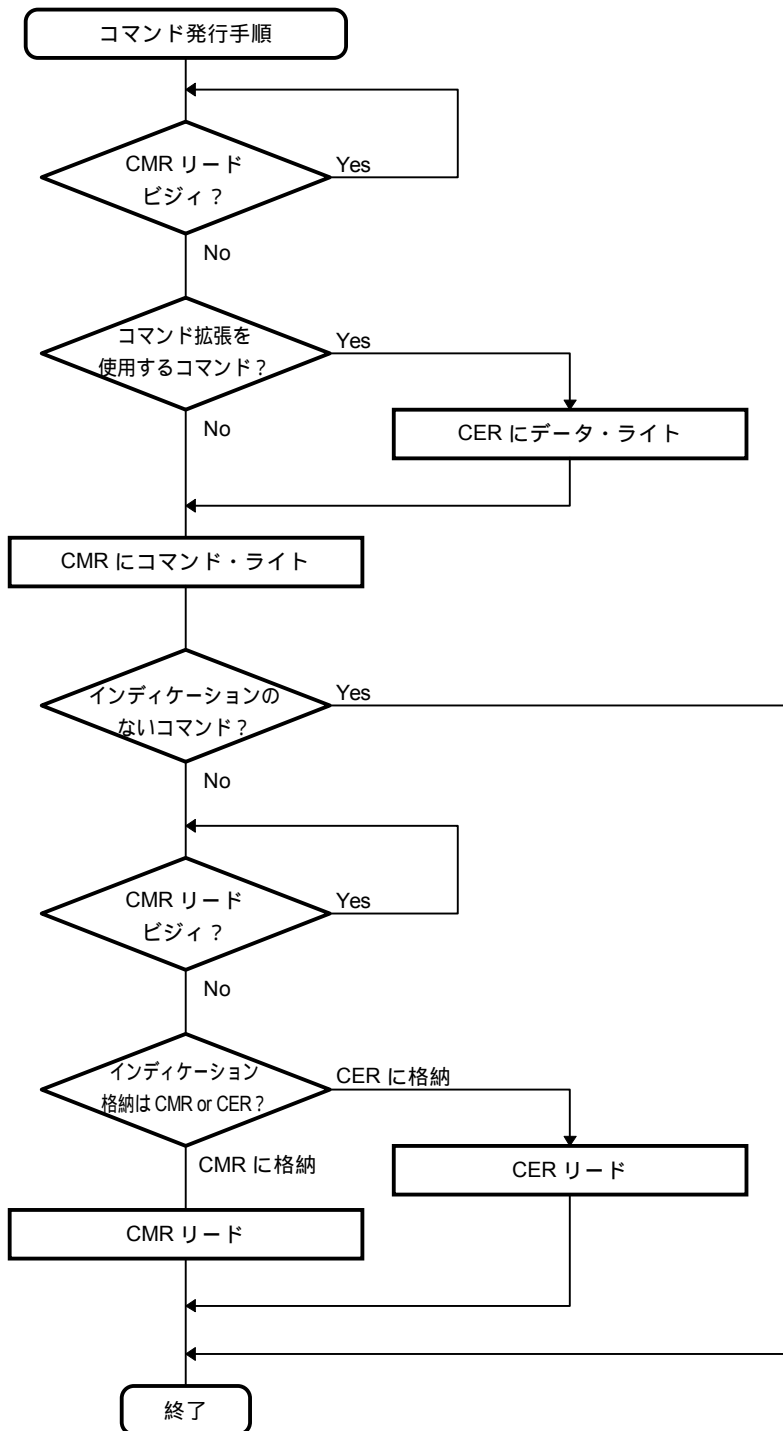 コマンド発行手順
CMR リード
ビジィ？
Yes
No
コマンド拡張を
使用するコマンド？
Yes
No
CER にデータ・ライト
CMR にコマンド・ライト
インディケーションの
ないコマンド？
Yes
No
CMR リード
ビジィ？
Yes
No
インディケーション
格納は CMR or CER？
CER に格納
CMR に格納
CER リード
CMR リード
終了